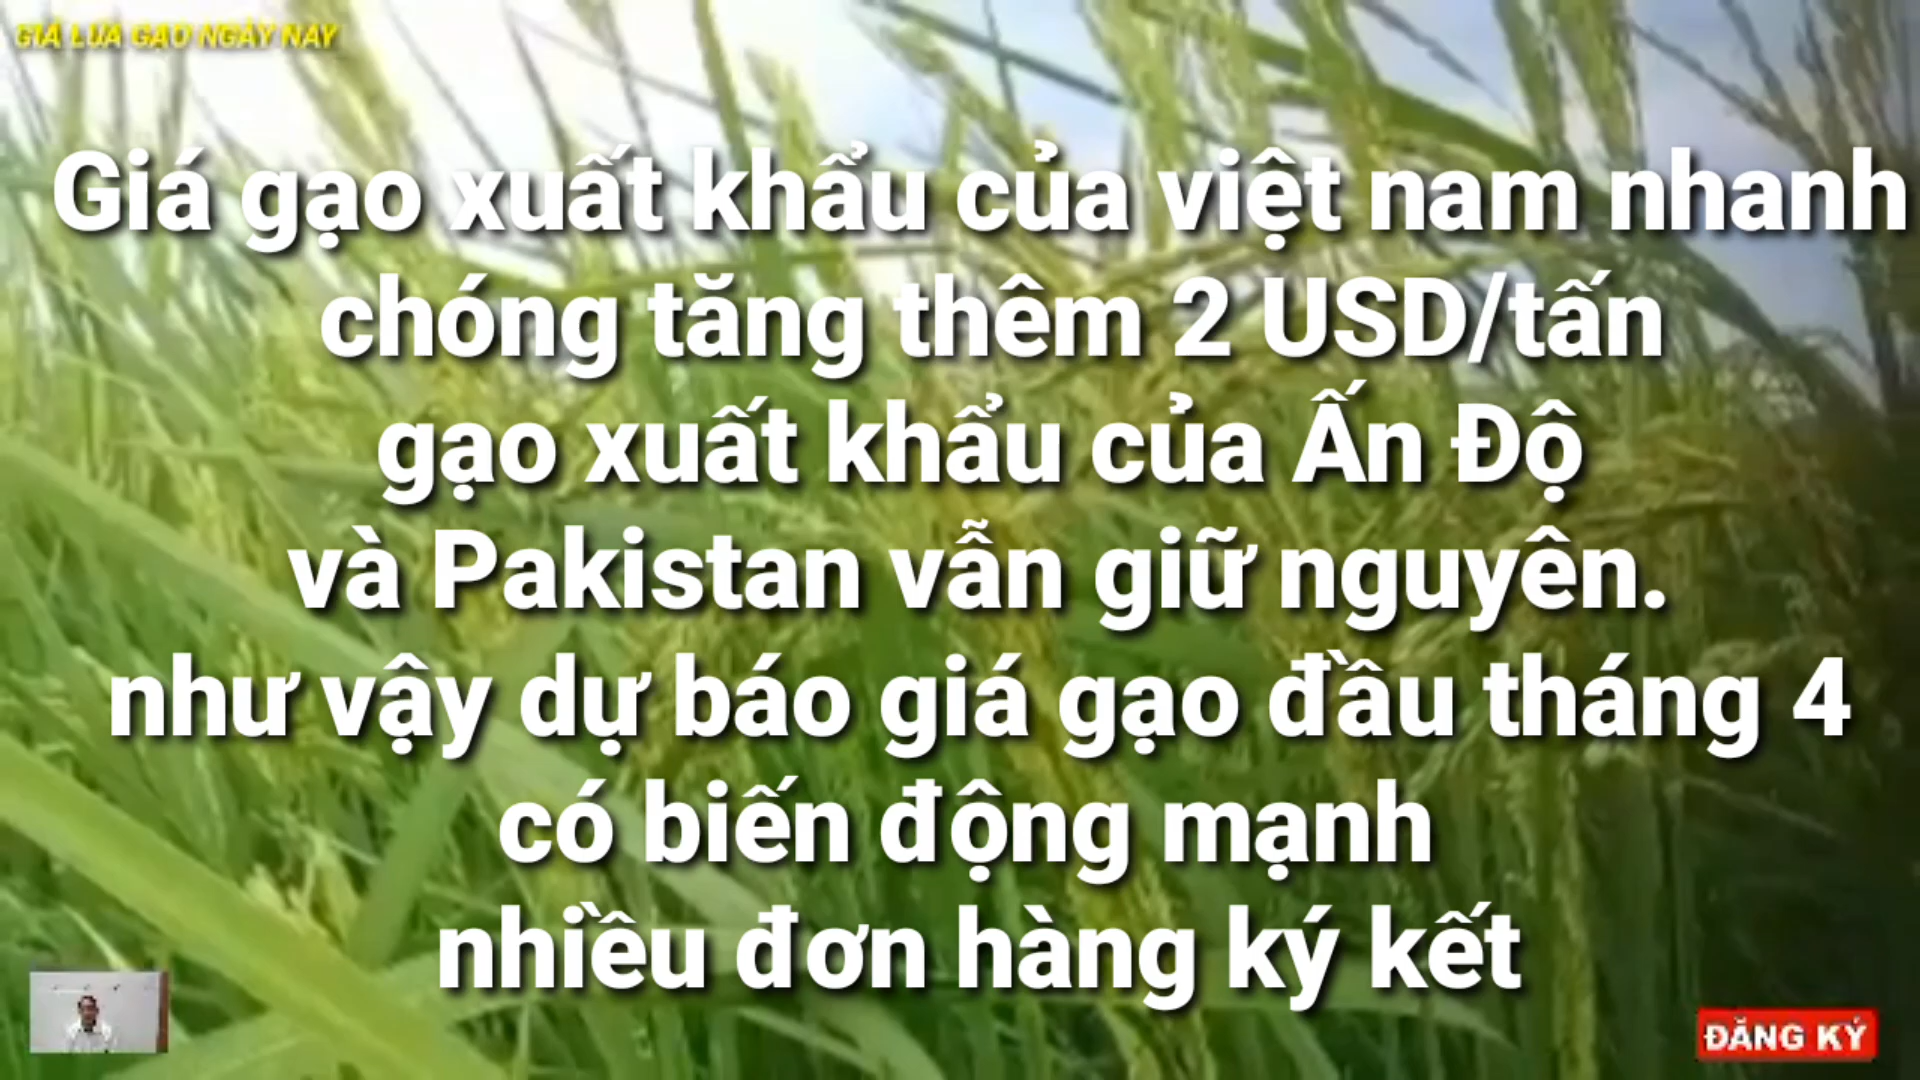 GIÁ LÚA GẠO NGÀY NAY
Giá gạo xuất khẩu của việt nam nhanh
chóng tăng thêm 2 USD/tấn
gạo xuất khẩu của Ấn Độ
và Pakistan vẫn giữ nguyên.
như vậy dự báo giá gạo đầu tháng 4
có biến động mạnh
nhiều đơn hàng ký kết
ĐĂNG KÝ